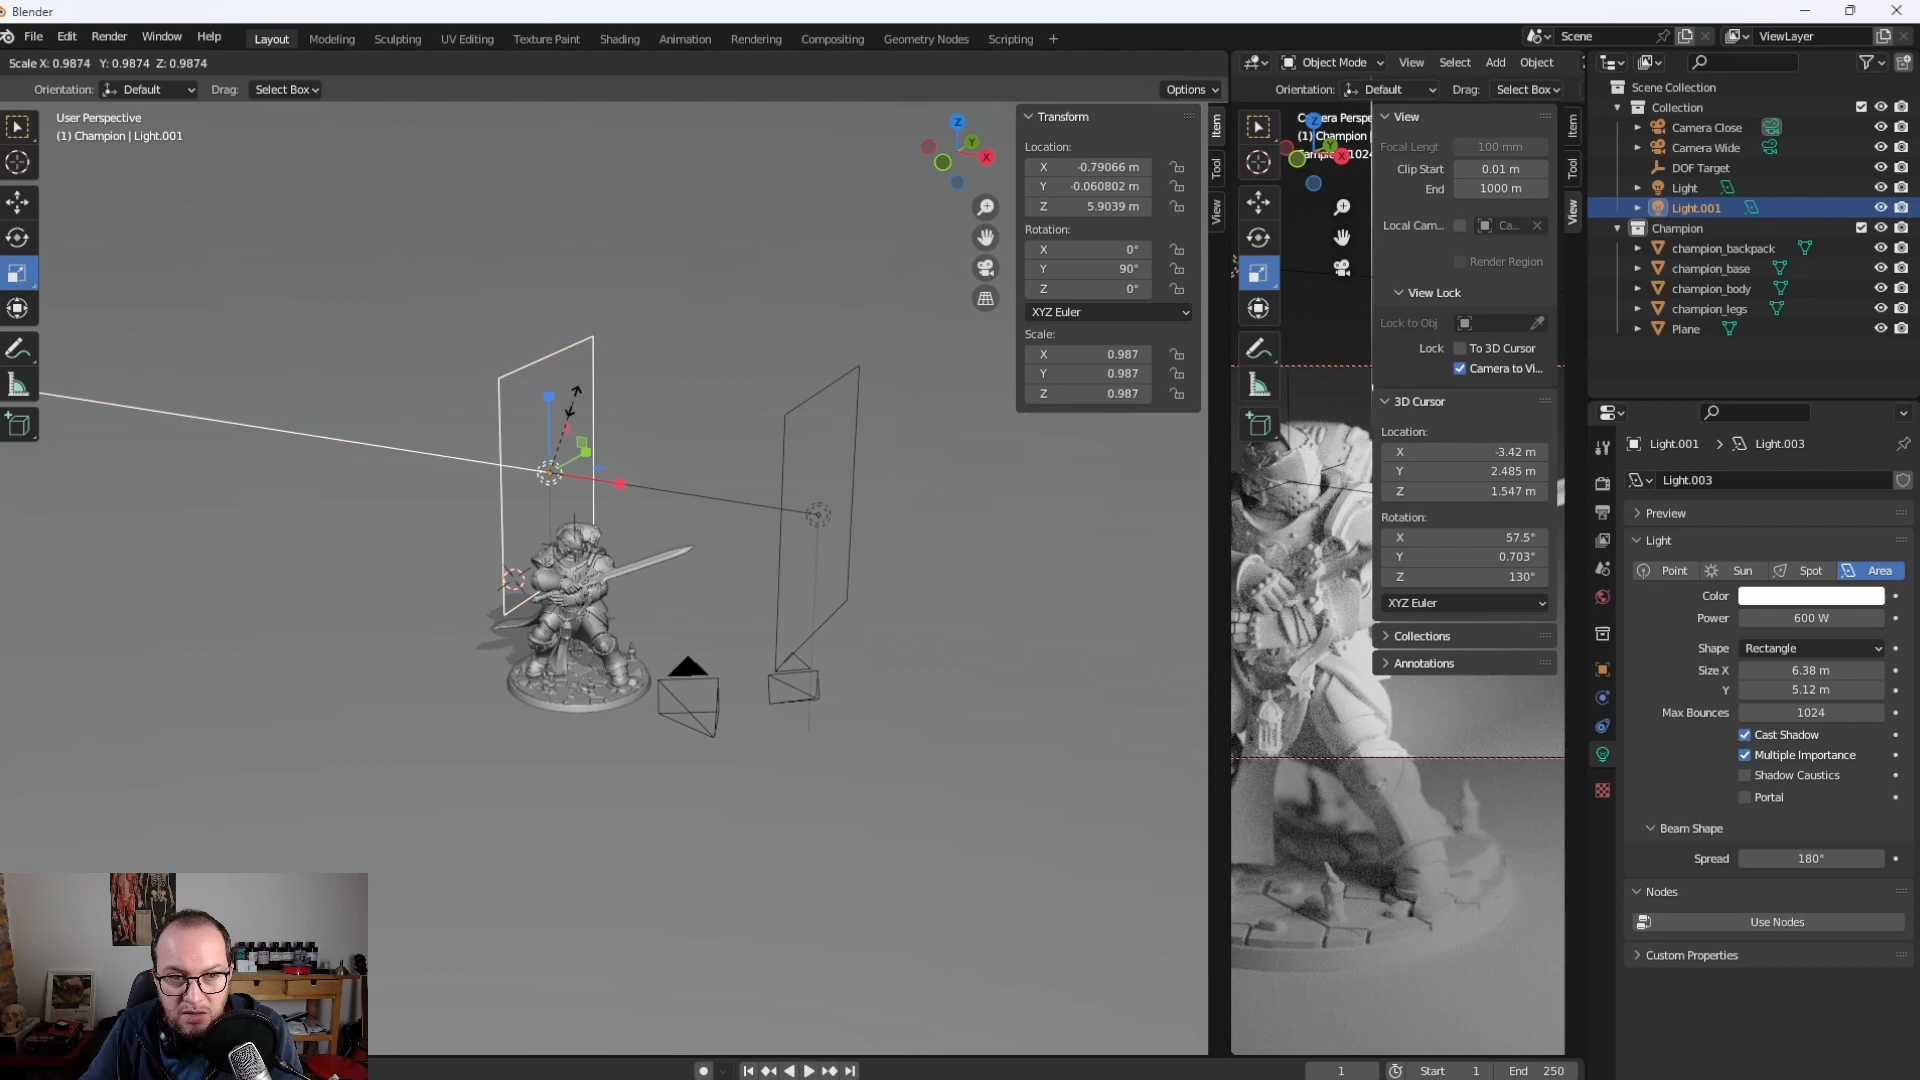 Blender
File Edit Render Window Help Layout Modeling Sculpting UV Editing Texture Paint Shading Animation Rendering Compositing Geometry Nodes Scripting + Scene ViewLayer
Scale X: 0.9874 Y: 0.9874 Z: 0.9874
Orientation: Default Drag: Select Box Options
User Perspective
(1) Champion | Light.001
Z
Y
X
Transform
Location:
X -0.79066 m
Y -0.060802 m
Z 5.9039 m
Rotation:
X 0°
Y 90°
Z 0°
XYZ Euler
Scale:
X 0.987
Y 0.987
Z 0.987
Item
Tool
View
Object Mode View Select Add Object
Orientation: Default Drag: Select Box
(1) Champion
View
Focal Lengt 100 mm
Clip Start 0.01 m
End 1000 m
Local Cam... Ca...
Render Region
View Lock
Lock to Obj
Lock To 3D Cursor
Camera to Vi...
3D Cursor
Location:
X -3.42 m
Y 2.485 m
Z 1.547 m
Rotation:
X 57.5°
Y 0.703°
Z 130°
XYZ Euler
Collections
Annotations
Item
Tool
View
Scene Collection
Collection
Camera Close
Camera Wide
DOF Target
Light
Light.001
Champion
champion_backpack
champion_base
champion_body
champion_legs
Plane
Light.001 > Light.003
Light.003
Preview
Light
Point Sun Spot Area
Color
Power 600 W
Shape Rectangle
Size X 6.38 m
Y 5.12 m
Max Bounces 1024
Cast Shadow
Multiple Importance
Shadow Caustics
Portal
Beam Shape
Spread 180°
Nodes
Use Nodes
Custom Properties
1 Start 1 End 250